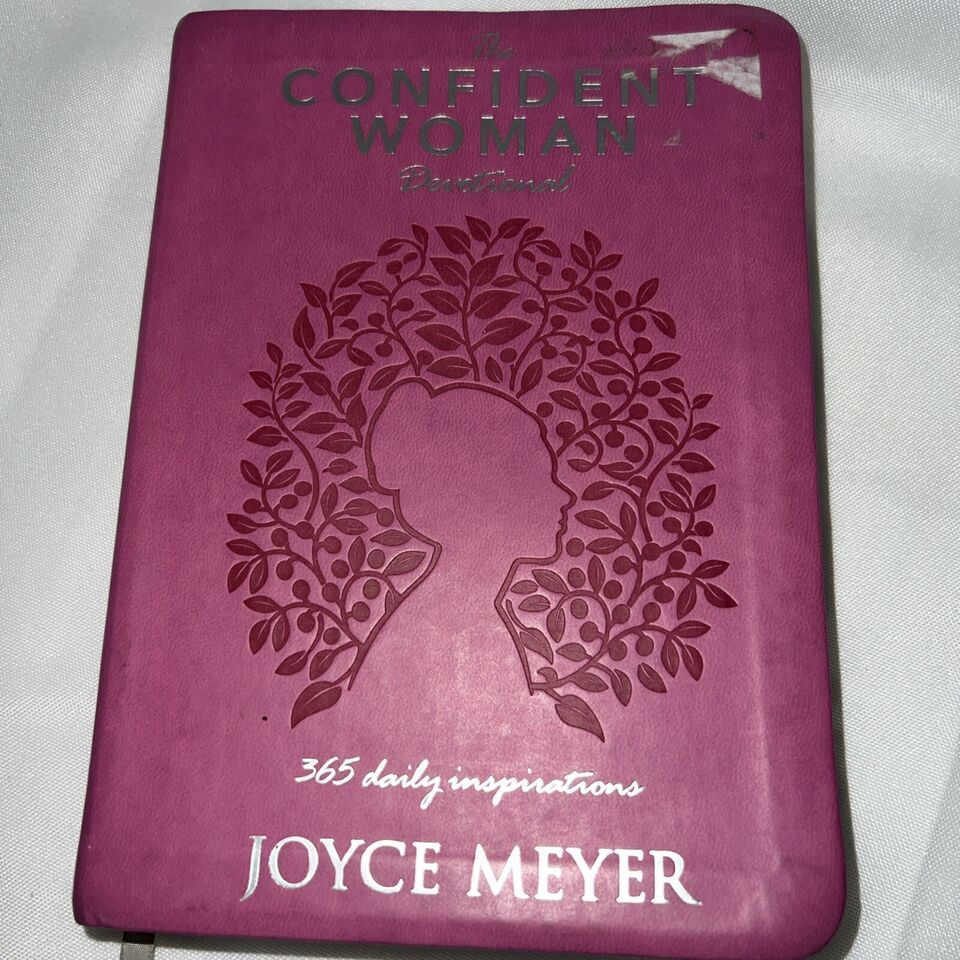 The
CONFIDENT
WOMAN
Devotional
365 daily inspirations
JOYCE MEYER